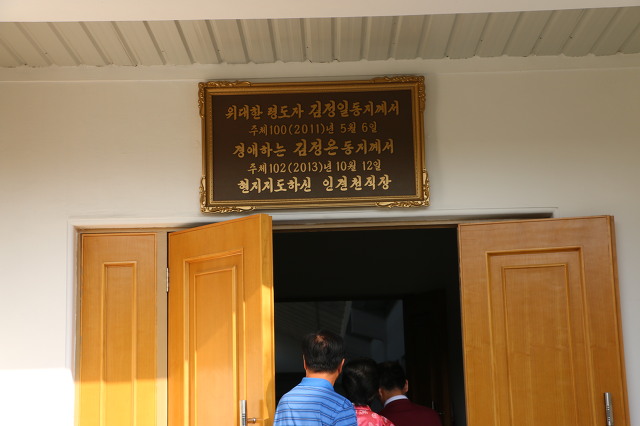 위대한 령도자 김정일동지께서
주체100(2011)년 5월 6일
경애하는 김정은동지께서
주체102(2013)년 10월 12일
현지지도하신 인견천직장